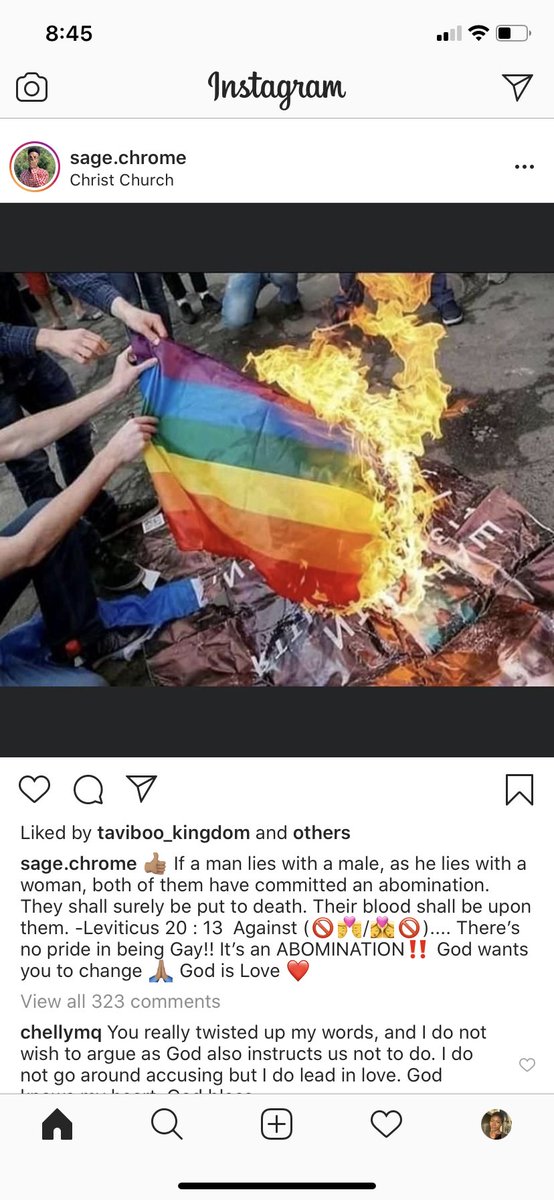 8:45
Instagram
sage.chrome
Christ Church
Liked by taviboo_kingdom and others
sage.chrome 👍🏽 If a man lies with a male, as he lies with a
woman, both of them have committed an abomination.
They shall surely be put to death. Their blood shall be upon
them. -Leviticus 20 : 13  Against (🚫💏/👩‍❤️‍💋‍👩🚫).... There’s
no pride in being Gay!! It’s an ABOMINATION‼️ God wants
you to change 🙏🏽 God is Love ❤️
View all 323 comments
chellymq You really twisted up my words, and I do not
wish to argue as God also instructs us not to do. I do
not go around accusing but I do lead in love. God